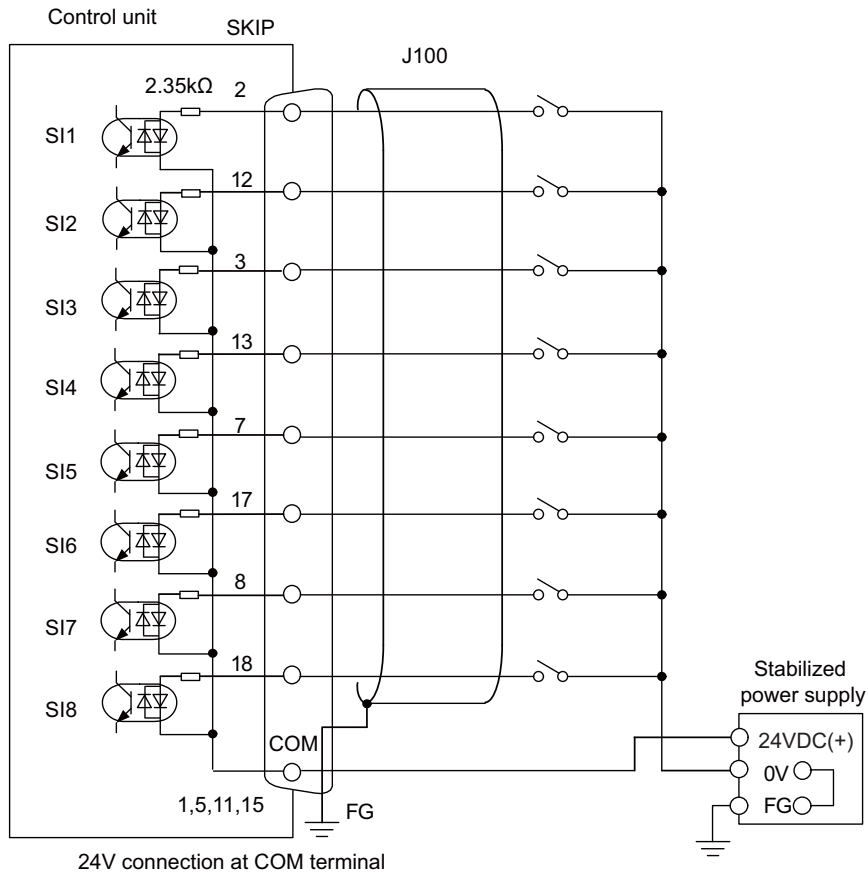 Control unit
SKIP
J100
2.35kΩ
2
SI1
12
SI2
3
SI3
13
SI4
7
SI5
17
SI6
8
SI7
18
SI8
Stabilized
power supply
24VDC(+)
COM
0V
1,5,11,15
FG
FG
24V connection at COM terminal